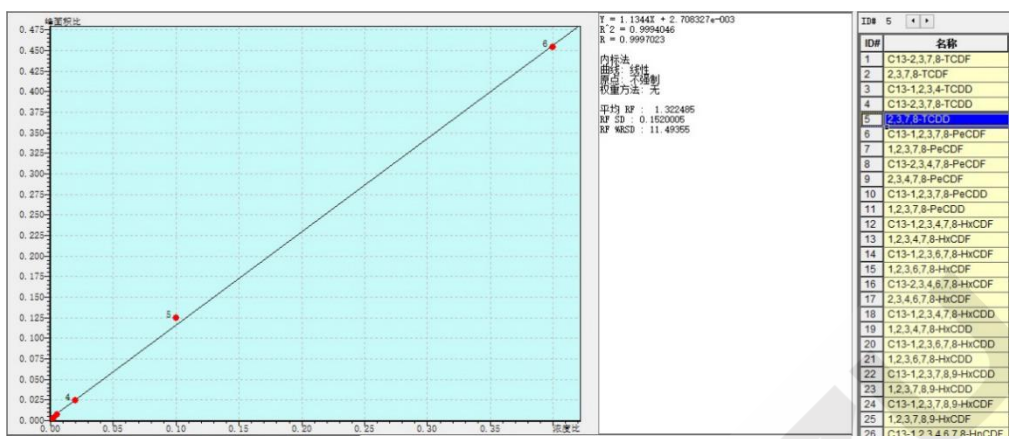 峰面积比
0.475
0.450
0.425
0.400
0.375
0.350
0.325
0.300
0.275
0.250
0.225
0.200
0.175
0.150
0.125
0.100
0.075
0.050
0.025
0.000
4
5
6
0.00 0.05 0.10 0.15 0.20 0.25 0.30 0.35 浓度比
Y = 1.1344X + 2.708327e-003
R^2 = 0.9994046
R = 0.9997023
内标法
曲线: 线性
原点: 不强制
权重方法: 无
平均 RF : 1.322485
RF SD : 0.1520005
RF %RSD : 11.49355
ID# 5
ID# 名称
1 C13-2,3,7,8-TCDF
2 2,3,7,8-TCDF
3 C13-1,2,3,4-TCDD
4 C13-2,3,7,8-TCDD
5 2,3,7,8-TCDD
6 C13-1,2,3,7,8-PeCDF
7 1,2,3,7,8-PeCDF
8 C13-2,3,4,7,8-PeCDF
9 2,3,4,7,8-PeCDF
10 C13-1,2,3,7,8-PeCDD
11 1,2,3,7,8-PeCDD
12 C13-1,2,3,4,7,8-HxCDF
13 1,2,3,4,7,8-HxCDF
14 C13-1,2,3,6,7,8-HxCDF
15 1,2,3,6,7,8-HxCDF
16 C13-2,3,4,6,7,8-HxCDF
17 2,3,4,6,7,8-HxCDF
18 C13-1,2,3,4,7,8-HxCDD
19 1,2,3,4,7,8-HxCDD
20 C13-1,2,3,6,7,8-HxCDD
21 1,2,3,6,7,8-HxCDD
22 C13-1,2,3,7,8,9-HxCDD
23 1,2,3,7,8,9-HxCDD
24 C13-1,2,3,7,8,9-HxCDF
25 1,2,3,7,8,9-HxCDF
26 C13-1,2,3,4,6,7,8-HpCDF